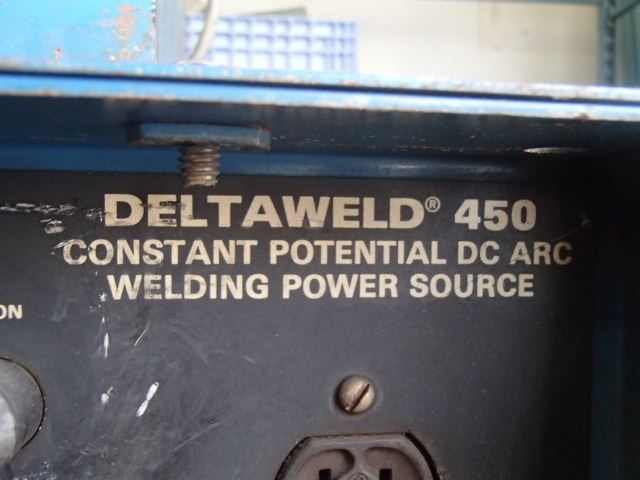 DELTAWELD® 450
CONSTANT POTENTIAL DC ARC
WELDING POWER SOURCE
ON